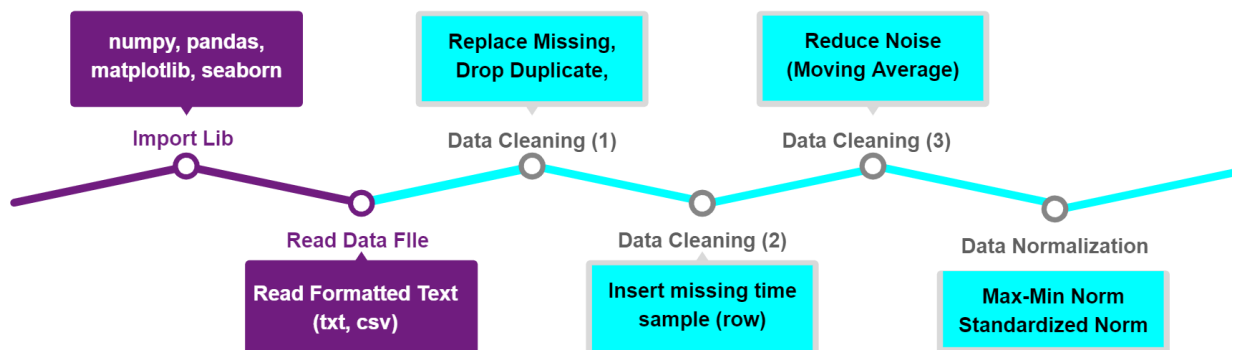 numpy, pandas,
matplotlib, seaborn
Import Lib
Read Data FIle
Read Formatted Text
(txt, csv)
Replace Missing,
Drop Duplicate,
Data Cleaning (1)
Data Cleaning (2)
Insert missing time
sample (row)
Reduce Noise
(Moving Average)
Data Cleaning (3)
Data Normalization
Max-Min Norm
Standardized Norm